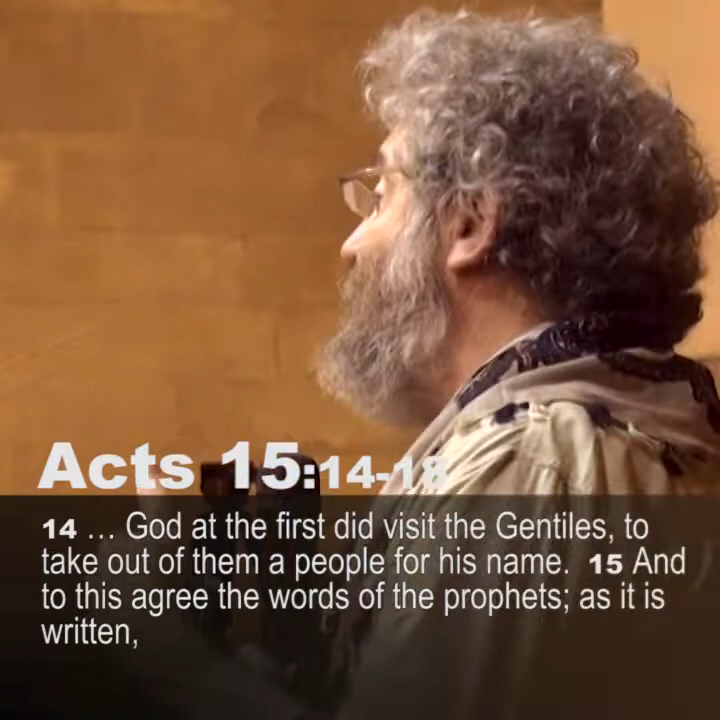 Acts 15:14-18
14 … God at the first did visit the Gentiles, to
take out of them a people for his name. 15 And
to this agree the words of the prophets; as it is
written,